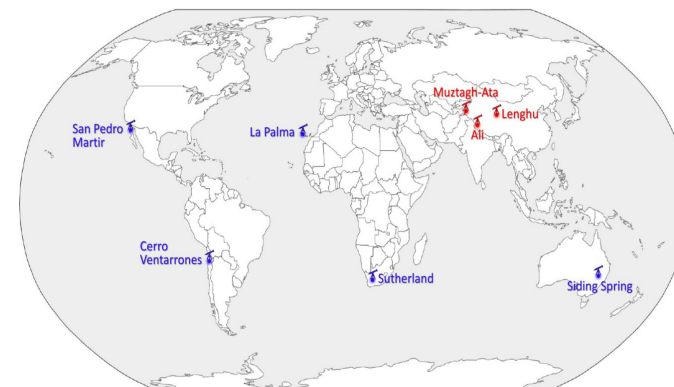 Muztagh-Ata
Lenghu
Ali
San Pedro
Martir
La Palma
Cerro
Ventarrones
Sutherland
Siding Spring